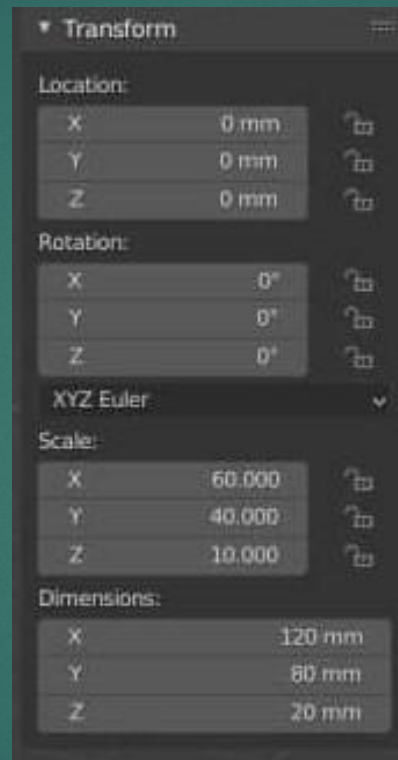 Transform
Location:
X 0 mm
Y 0 mm
Z 0 mm
Rotation:
X 0°
Y 0°
Z 0°
XYZ Euler
Scale:
X 60.000
Y 40.000
Z 10.000
Dimensions:
X 120 mm
Y 80 mm
Z 20 mm